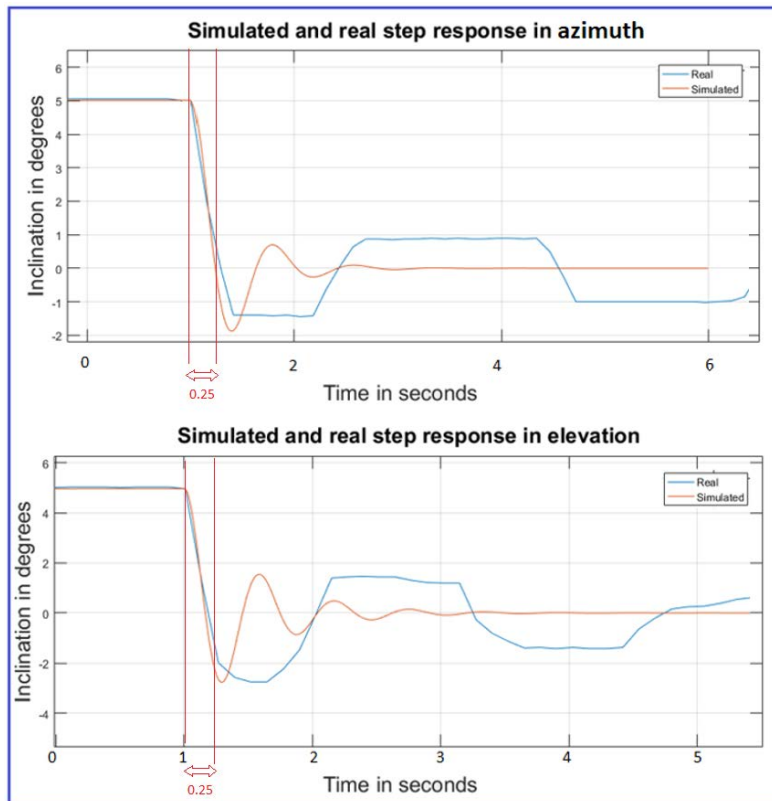 Simulated and real step response in azimuth
Inclination in degrees
6
5
4
3
2
1
0
-1
-2
Real
Simulated
0
2
4
6
0.25
Time in seconds
Simulated and real step response in elevation
Inclination in degrees
6
4
2
0
-2
-4
Real
Simulated
0
1
2
3
4
5
0.25
Time in seconds